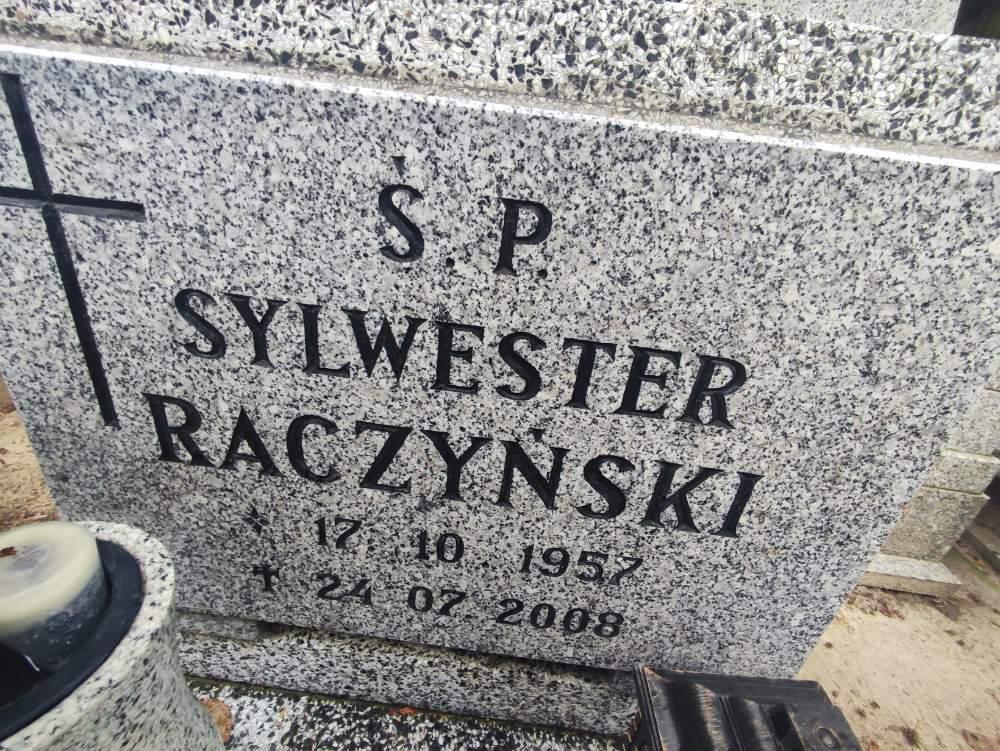 Ś. P.
SYLWESTER
RACZYŃSKI
* 17. 10. 1957
✝ 24. 07. 2008